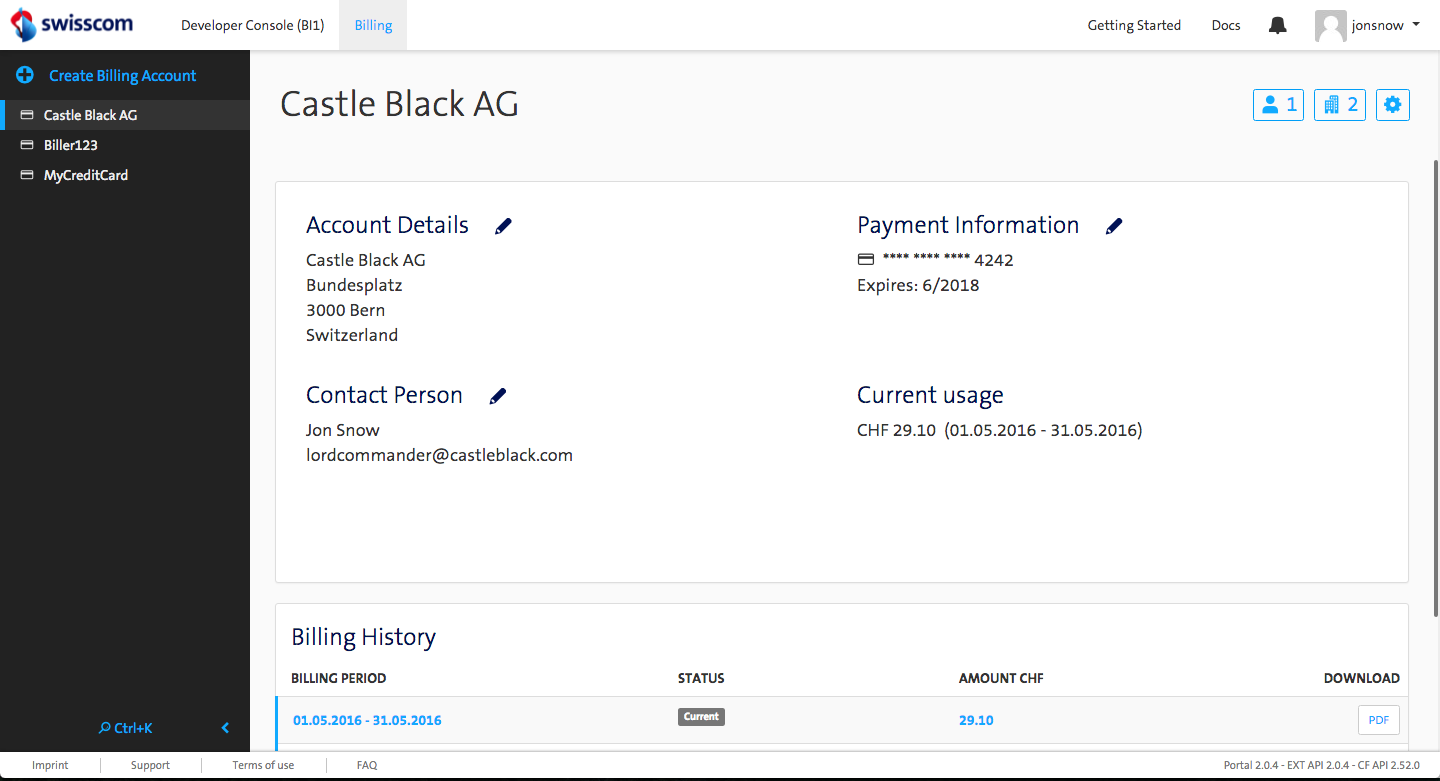 swisscom
Developer Console (BI1)
Billing
Getting Started
Docs
jonsnow
Create Billing Account
Castle Black AG
Biller123
MyCreditCard
Ctrl+K
Castle Black AG
1
2
Account Details
Castle Black AG
Bundesplatz
3000 Bern
Switzerland
Payment Information
**** **** **** 4242
Expires: 6/2018
Contact Person
Jon Snow
lordcommander@castleblack.com
Current usage
CHF 29.10 (01.05.2016 - 31.05.2016)
Billing History
BILLING PERIOD STATUS AMOUNT CHF DOWNLOAD
01.05.2016 - 31.05.2016 Current 29.10 PDF
Imprint Support Terms of use FAQ
Portal 2.0.4 - EXT API 2.0.4 - CF API 2.52.0